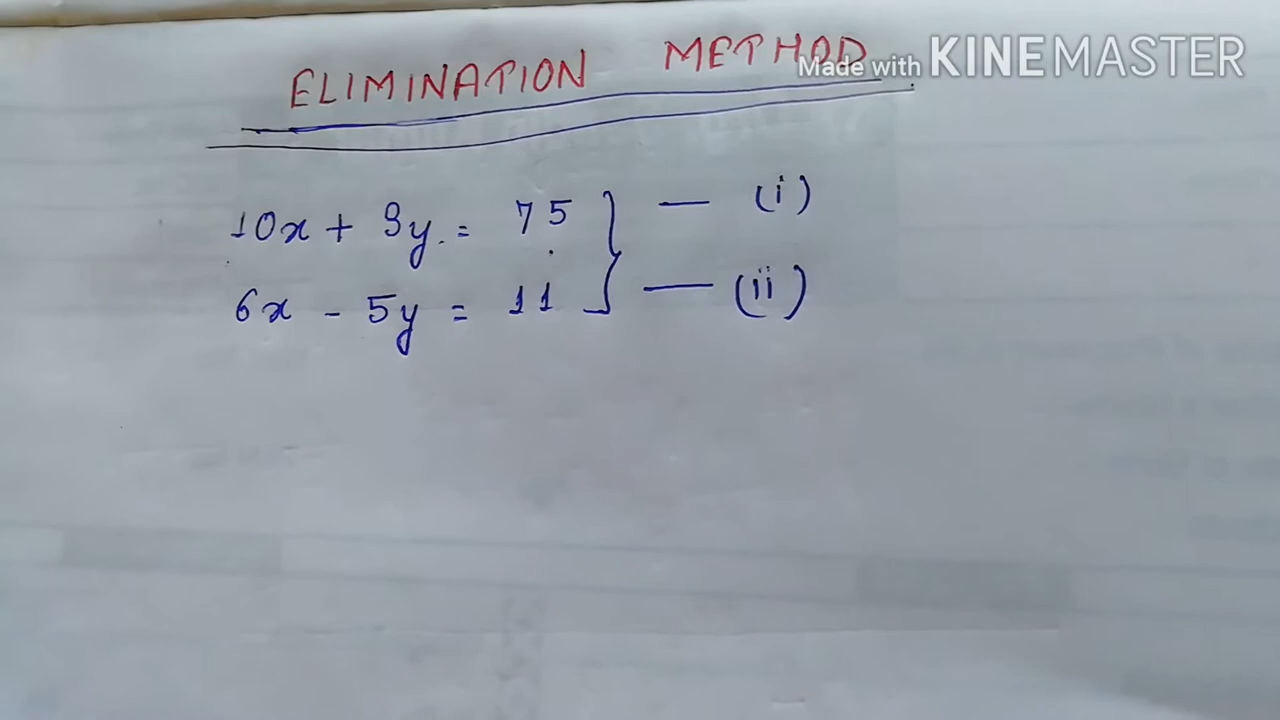 ELIMINATION METHOD
Made with KINEMASTER
10x + 3y = 75 } — (i)
6x - 5y = 11 } — (ii)